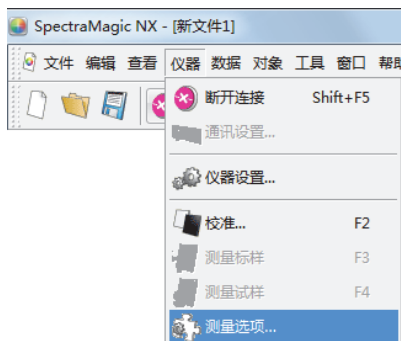 SpectraMagic NX - [新文件1]
文件 编辑 查看 仪器 数据 对象 工具 窗口 帮助
断开连接 Shift+F5
通讯设置...
仪器设置...
校准... F2
测量标样 F3
测量试样 F4
测量选项...